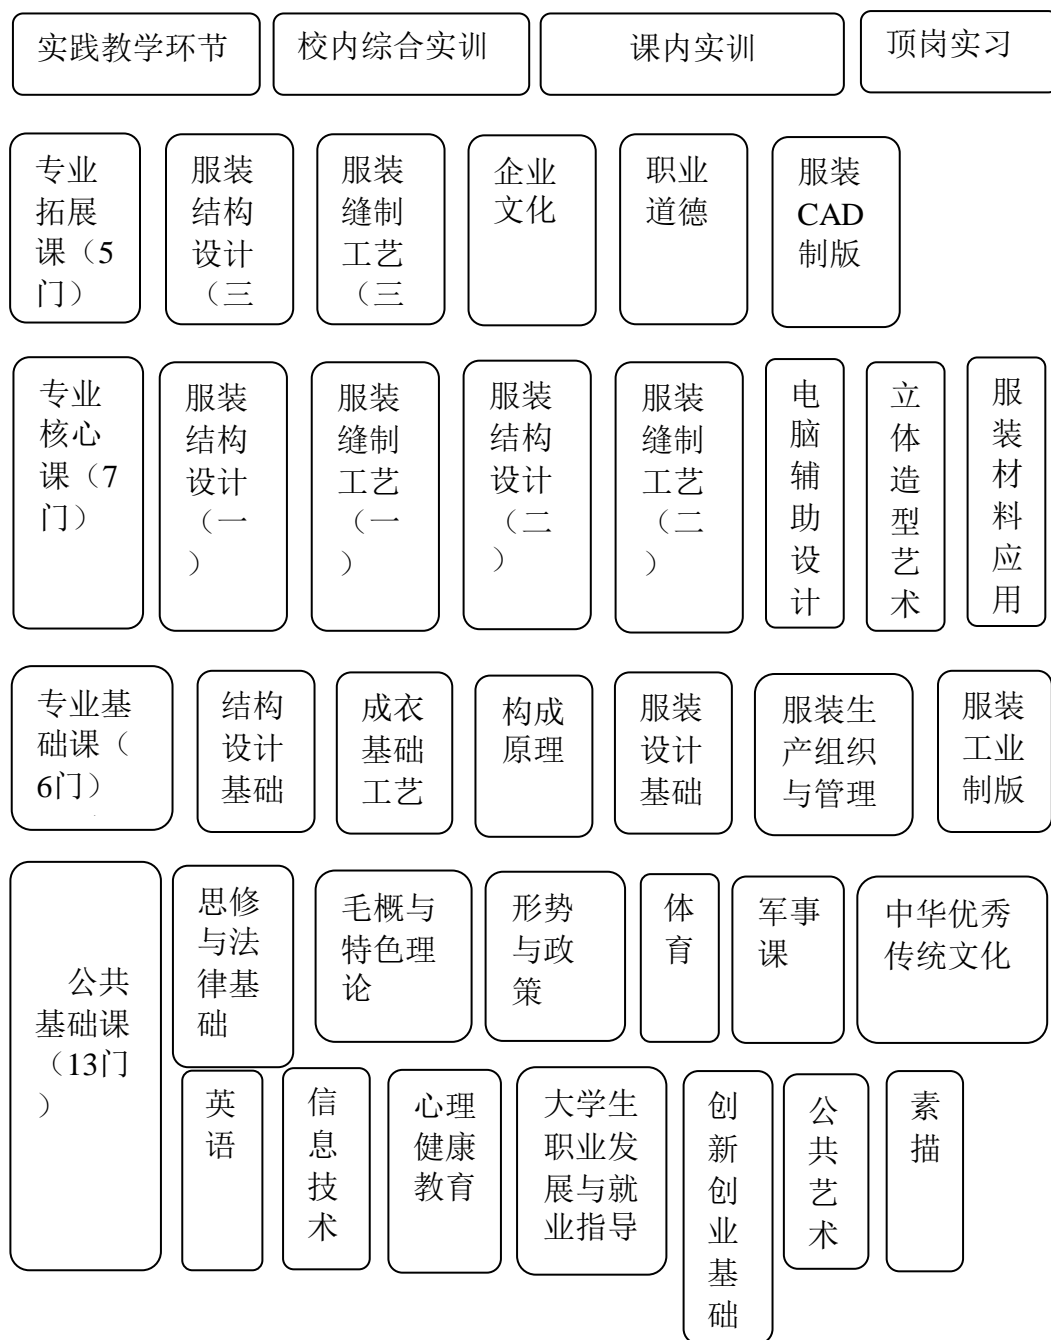 实践教学环节
校内综合实训
课内实训
顶岗实习
专业
拓展
课（5
门）
服装
结构
设计
（三
服装
缝制
工艺
（三
企业
文化
职业
道德
服装
CAD
制版
专业
核心
课（7
门）
服装
结构
设计
（一
）
服装
缝制
工艺
（一
）
服装
结构
设计
（二
）
服装
缝制
工艺
（二
）
电
脑
辅
助
设
计
立
体
造
型
艺
术
服
装
材
料
应
用
专业基
础课（
6门）
结构
设计
基础
成衣
基础
工艺
构成
原理
服装
设计
基础
服装生
产组织
与管理
服装
工业
制版
公共
基础课
（13门
）
思修
与法
律基
础
毛概与
特色理
论
形势
与政
策
体
育
军事
课
中华优秀
传统文化
英
语
信
息
技
术
心理
健康
教育
大学生
职业发
展与就
业指导
创
新
创
业
基
础
公
共
艺
术
素
描